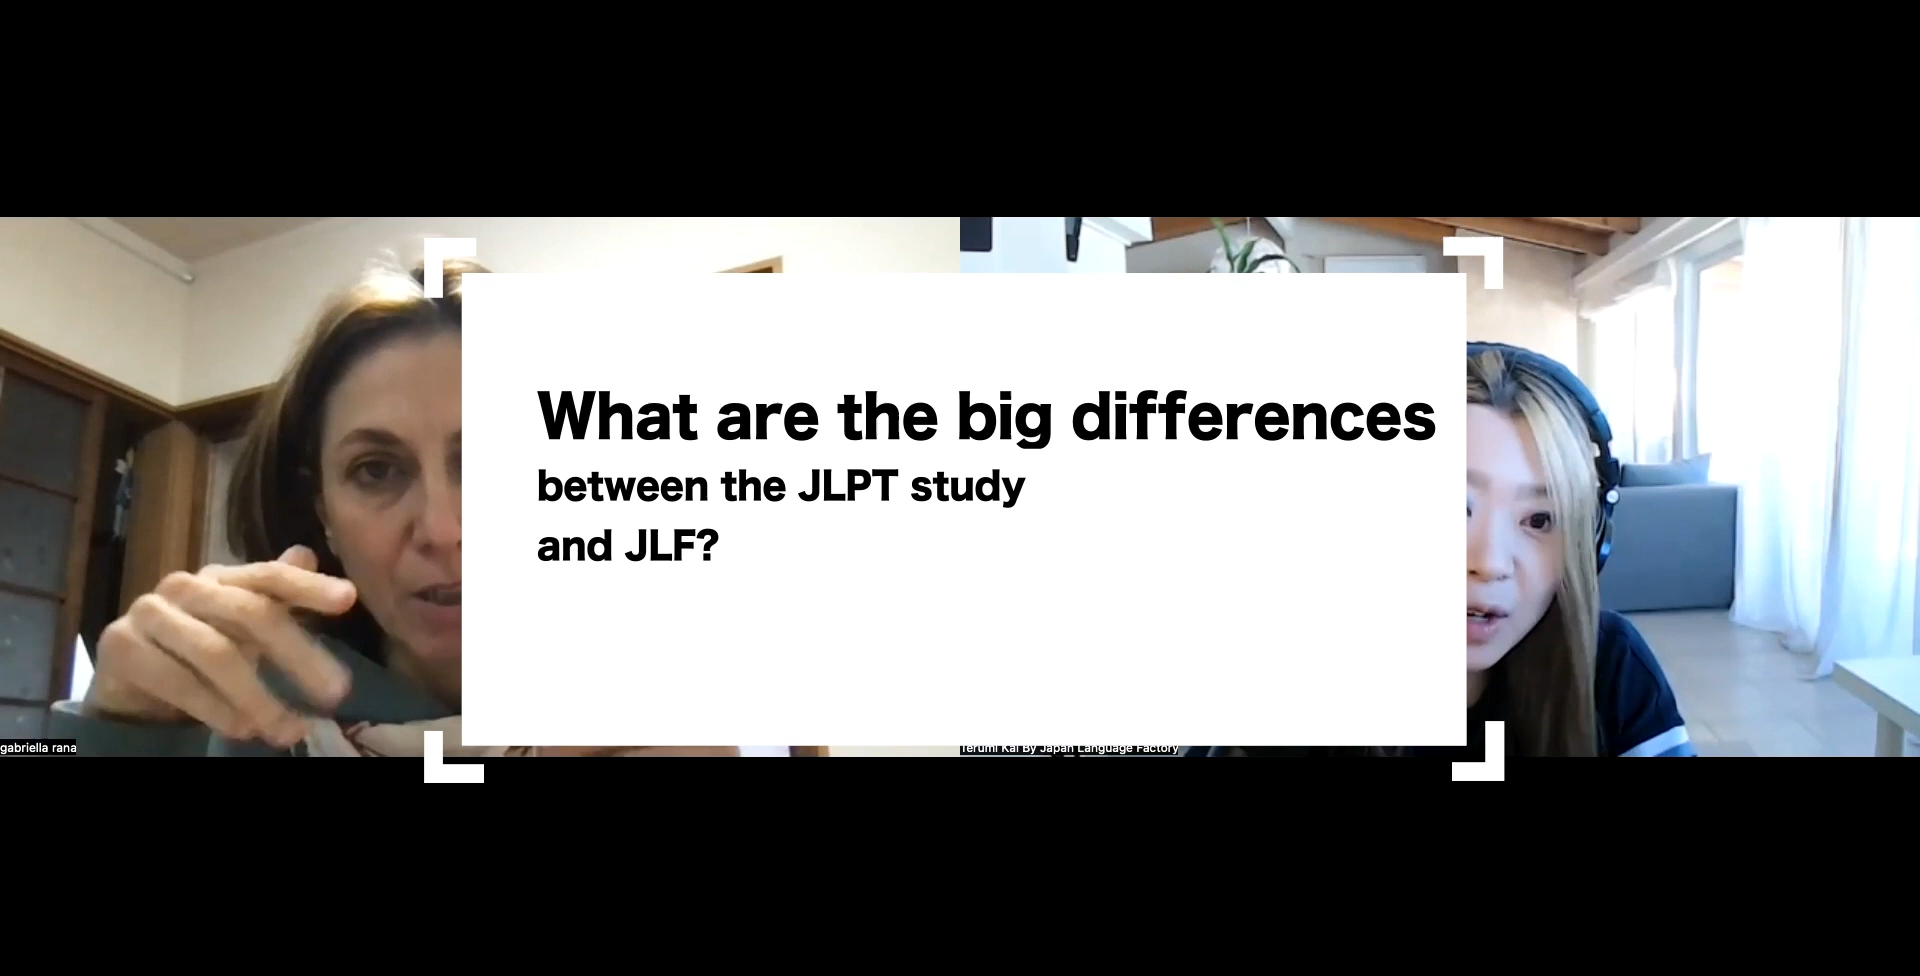 What are the big differences
between the JLPT study
and JLF?
gabriella rana
Terumi Kai By Japan Language Factory